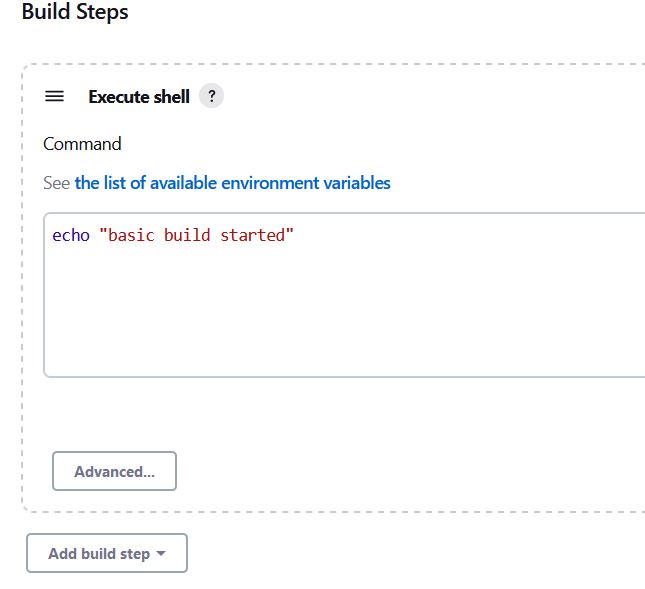 Build Steps
Execute shell ?
Command
See the list of available environment variables
echo "basic build started"
Advanced...
Add build step